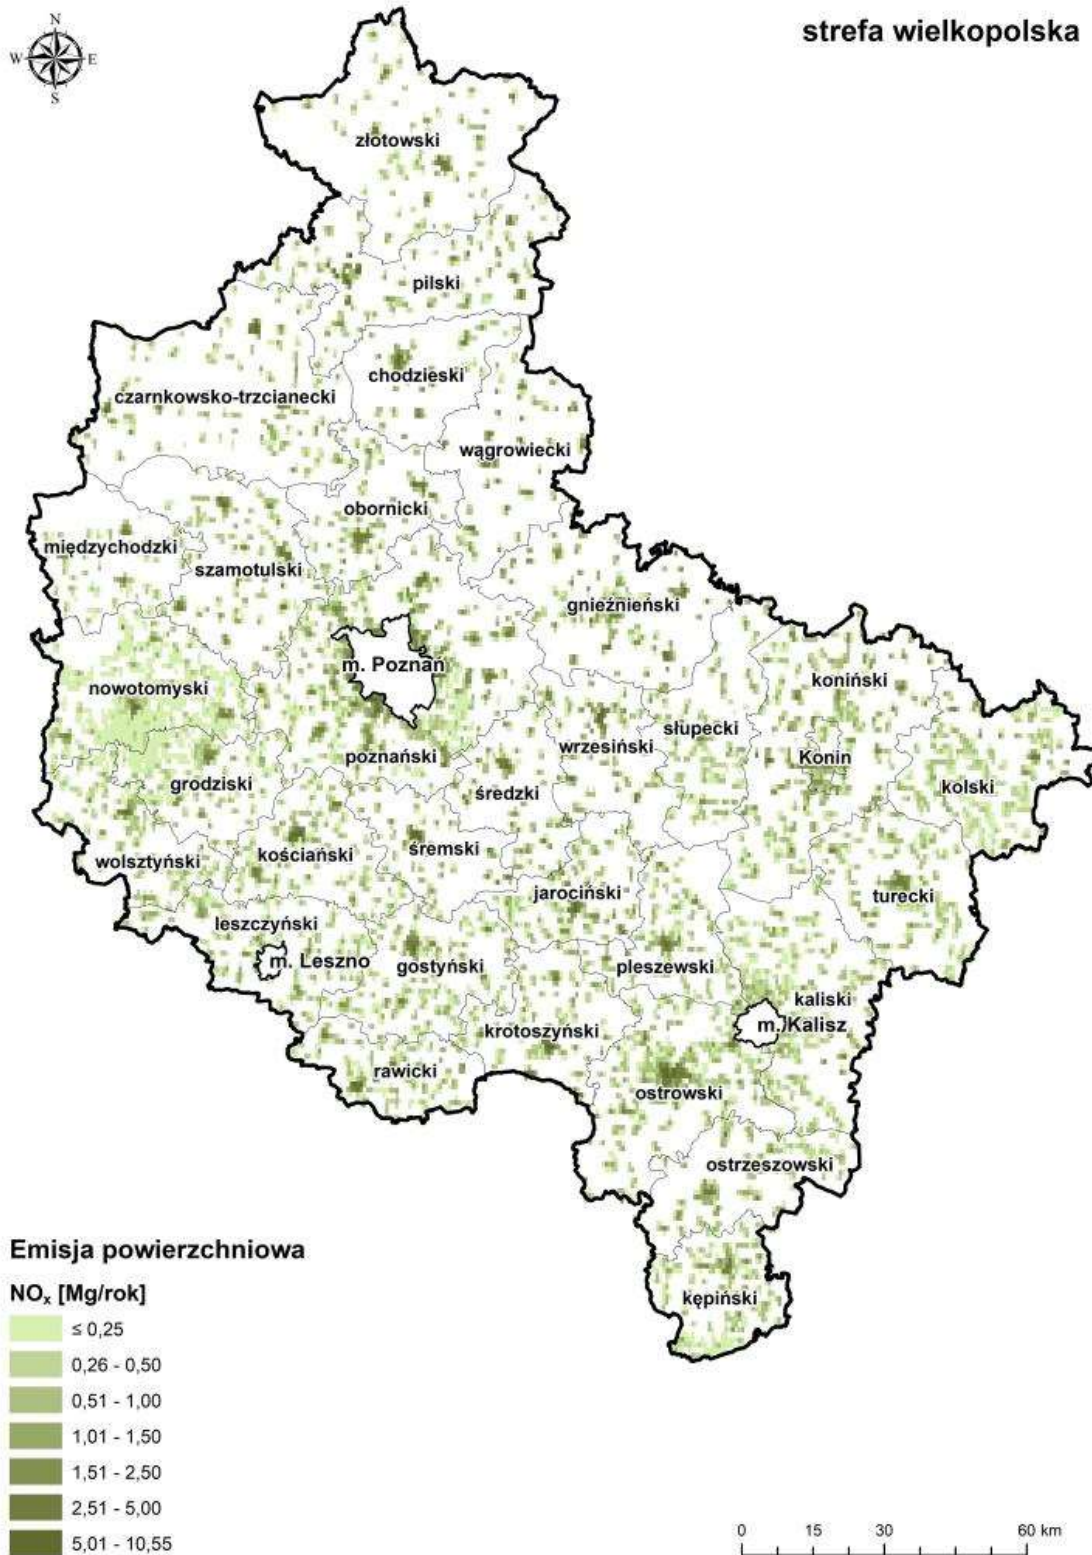 strefa wielkopolska
N
W E
S
złotowski
pilski
chodzieski
czarnkowsko-trzcianecki
wągrowiecki
obornicki
międzychodzki
szamotulski
gnieźnieński
m. Poznań
nowotomyski
koniński
słupecki
wrzesiński
poznański
Konin
grodziski
średzki
kolski
kościański
śremski
wolsztyński
jarociński
turecki
leszczyński
m. Leszno
gostyński
pleszewski
kaliski
m. Kalisz
krotoszyński
rawicki
ostrowski
ostrzeszowski
kępiński
Emisja powierzchniowa
NOₓ [Mg/rok]
≤ 0,25
0,26 - 0,50
0,51 - 1,00
1,01 - 1,50
1,51 - 2,50
2,51 - 5,00
5,01 - 10,55
0 15 30 60 km